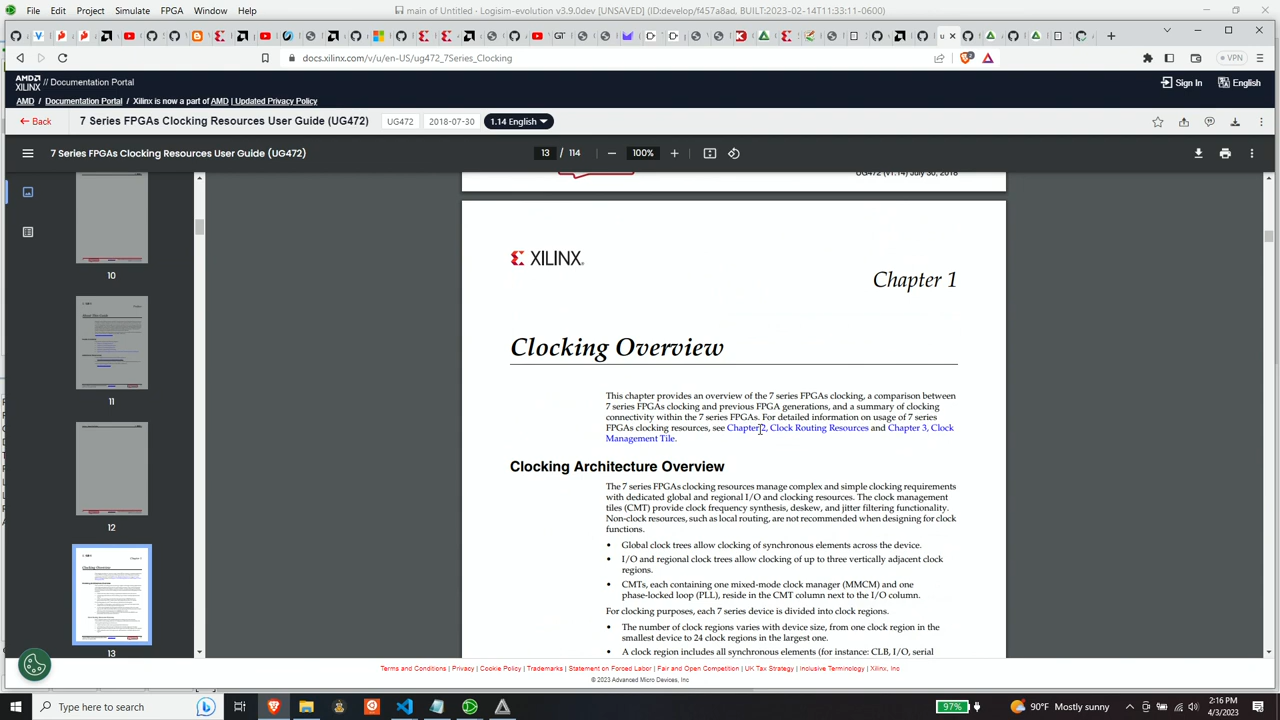 main of Untitled - Logisim-evolution v3.9.0dev [UNSAVED] (ID:develop/f457a8ad, BUILT:2023-02-14T11:33:11-0600)
docs.xilinx.com/v/u/en-US/ug472_7Series_Clocking
VPN
AMD XILINX // Documentation Portal
Sign In
English
AMD / Documentation Portal / Xilinx is now a part of AMD | Updated Privacy Policy
Back
7 Series FPGAs Clocking Resources User Guide (UG472)
UG472
2018-07-30
1.14 English
7 Series FPGAs Clocking Resources User Guide (UG472)
13 / 114
100%
UG472 (v1.14) July 30, 2018
10
11
12
13
XILINX
Chapter 1
Clocking Overview
This chapter provides an overview of the 7 series FPGAs clocking, a comparison between
7 series FPGAs clocking and previous FPGA generations, and a summary of clocking
connectivity within the 7 series FPGAs. For detailed information on usage of 7 series
FPGAs clocking resources, see Chapter 2, Clock Routing Resources and Chapter 3, Clock
Management Tile.
Clocking Architecture Overview
The 7 series FPGAs clocking resources manage complex and simple clocking requirements
with dedicated global and regional I/O and clocking resources. The clock management
tiles (CMT) provide clock frequency synthesis, deskew, and jitter filtering functionality.
Non-clock resources, such as local routing, are not recommended when designing for clock
functions.
• Global clock trees allow clocking of synchronous elements across the device.
• I/O and regional clock trees allow clocking of up to three vertically adjacent clock
regions.
• CMTs, each containing one mixed-mode clock manager (MMCM) and one
phase-locked loop (PLL), reside in the CMT column next to the I/O column.
For clocking purposes, each 7 series device is divided into clock regions.
• The number of clock regions varies with device size, from one clock region in the
smallest device to 24 clock regions in the largest one.
• A clock region includes all synchronous elements (for instance: CLB, I/O, serial
Terms and Conditions | Privacy | Cookie Policy | Trademarks | Statement on Forced Labor | Fair and Open Competition | UK Tax Strategy | Inclusive Terminology | Xilinx, Inc
© 2023 Advanced Micro Devices, Inc
Type here to search
97%
90°F Mostly sunny
2:16 PM
4/3/2023